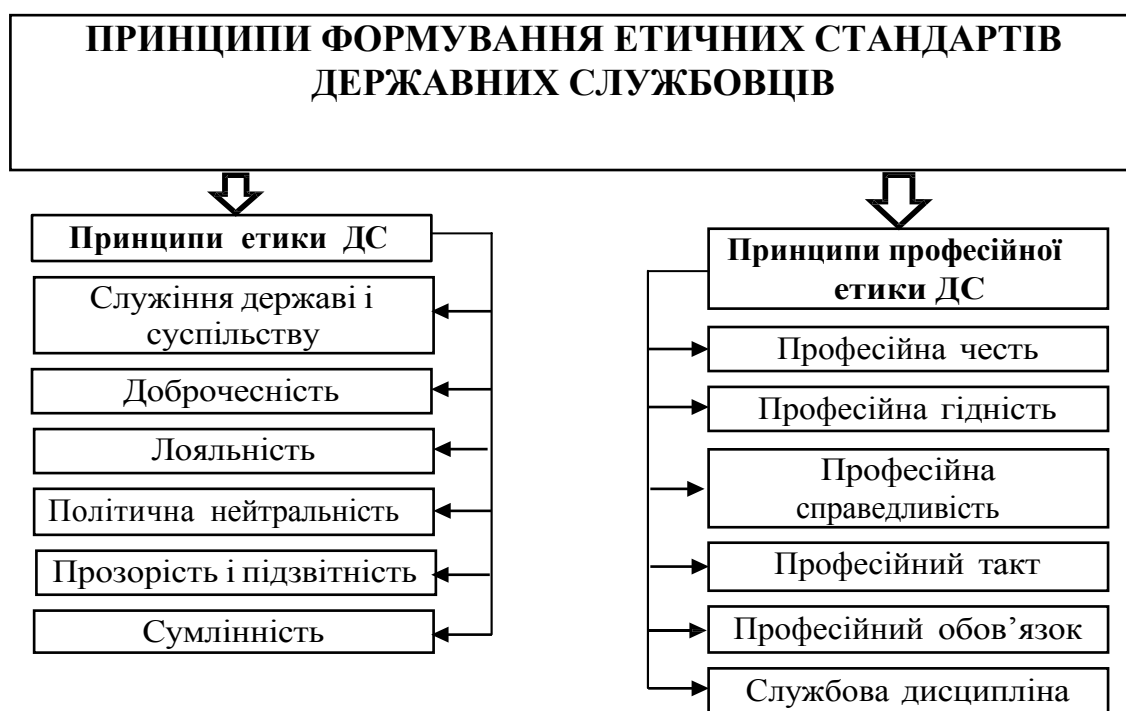 ПРИНЦИПИ ФОРМУВАННЯ ЕТИЧНИХ СТАНДАРТІВ
ДЕРЖАВНИХ СЛУЖБОВЦІВ
Принципи етики ДС
Служіння державі і
суспільству
Доброчесність
Лояльність
Політична нейтральність
Прозорість і підзвітність
Сумлінність
Принципи професійної
етики ДС
Професійна честь
Професійна гідність
Професійна
справедливість
Професійний такт
Професійний обов’язок
Службова дисципліна